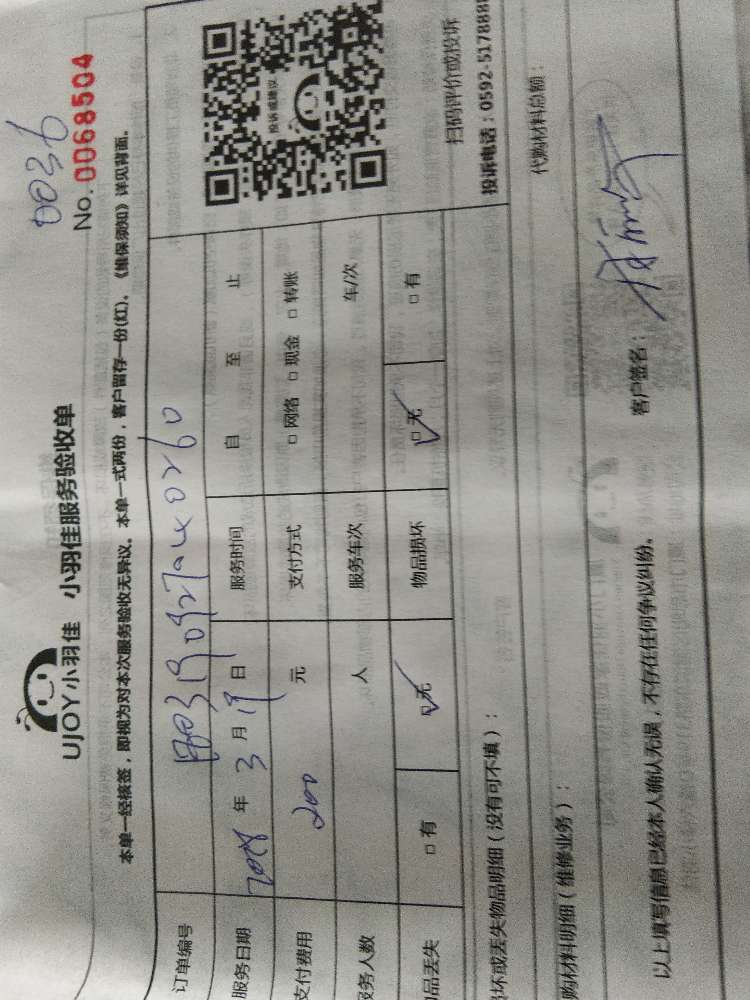 0036
No.0068504
UJOY小羽佳 小羽佳服务验收单
本单一经核签，即视为对本次服务验收无异议。本单一式两份，客户留存一份(红)。《维保须知》详见背面。
订单编号
服务日期 年 3 月 19 日 服务时间 自 至 止
支付费用 200 元 支付方式 □ 网络 □ 现金 □ 转账
服务人数 人 服务车次 车/次
品丢失 □ 有 □ 无 物品损坏 □ 无 □ 有
投诉或建议
扫码评价或投诉
投诉电话：0592-517888
坏或丢失物品明细（没有可不填）：
购材料明细（维修业务）： 代购材料总额：
以上填写信息已经本人确认无误，不存在任何争议纠纷。 客户签名：